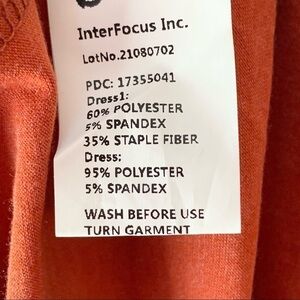 InterFocus Inc.
LotNo.21080702
PDC: 17355041
Dress1:
60% POLYESTER
5% SPANDEX
35% STAPLE FIBER
Dress:
95% POLYESTER
5% SPANDEX
WASH BEFORE USE
TURN GARMENT